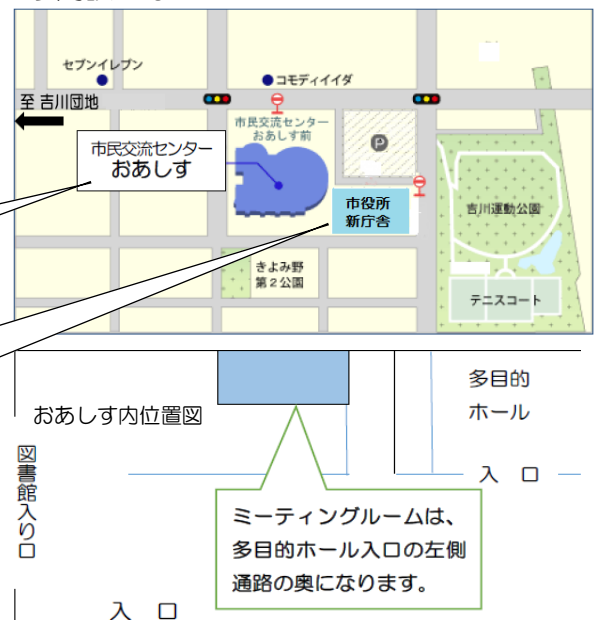 セブンイレブン
コモディイイダ
至 吉川団地
市民交流センター
おあしす前
市民交流センター
おあしす
P
市役所
新庁舎
吉川運動公園
きよみ野
第２公園
テニスコート
おあしす内位置図
多目的
ホール
図書館入り口
入 口
ミーティングルームは、
多目的ホール入口の左側
通路の奥になります。
入 口